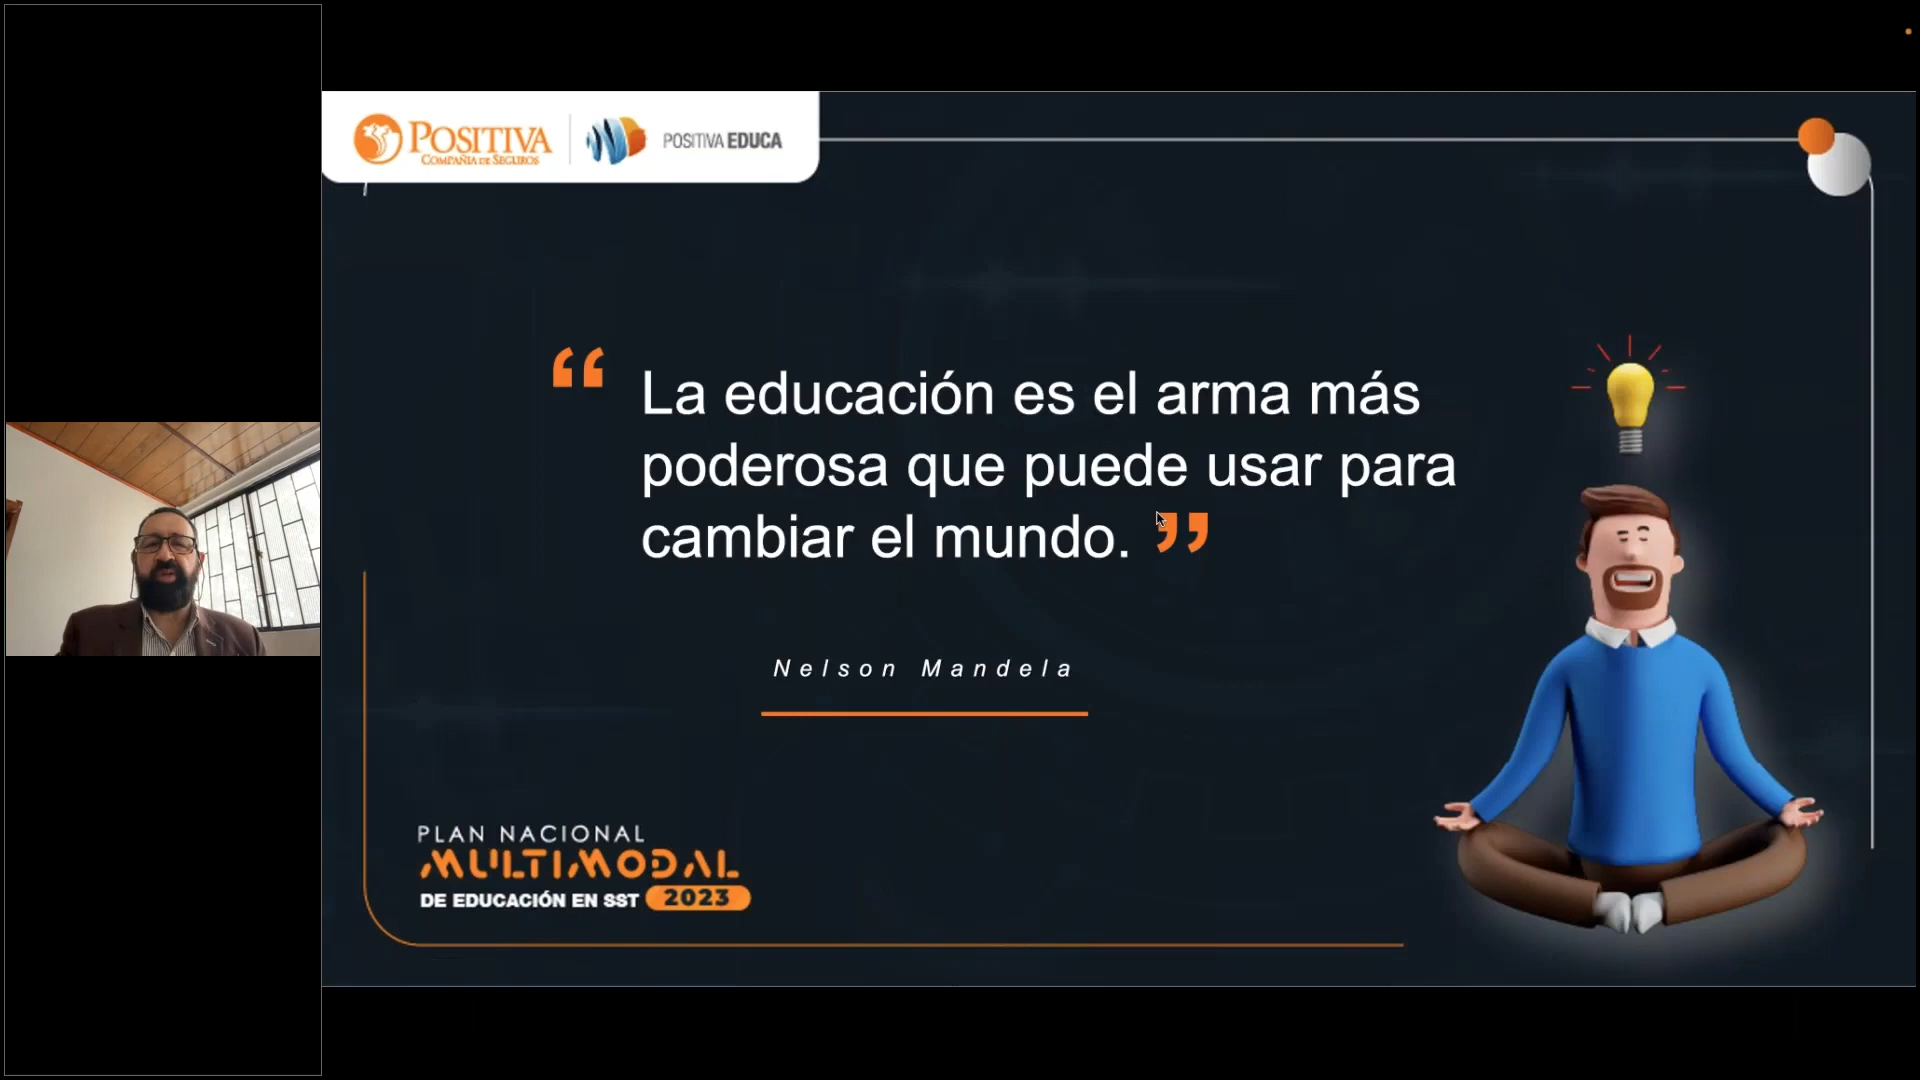 POSITIVA
COMPAÑIA DE SEGUROS
POSITIVA EDUCA
“ La educación es el arma más
poderosa que puede usar para
cambiar el mundo. ”
Nelson Mandela
PLAN NACIONAL
MULTIMODAL
DE EDUCACIÓN EN SST 2023